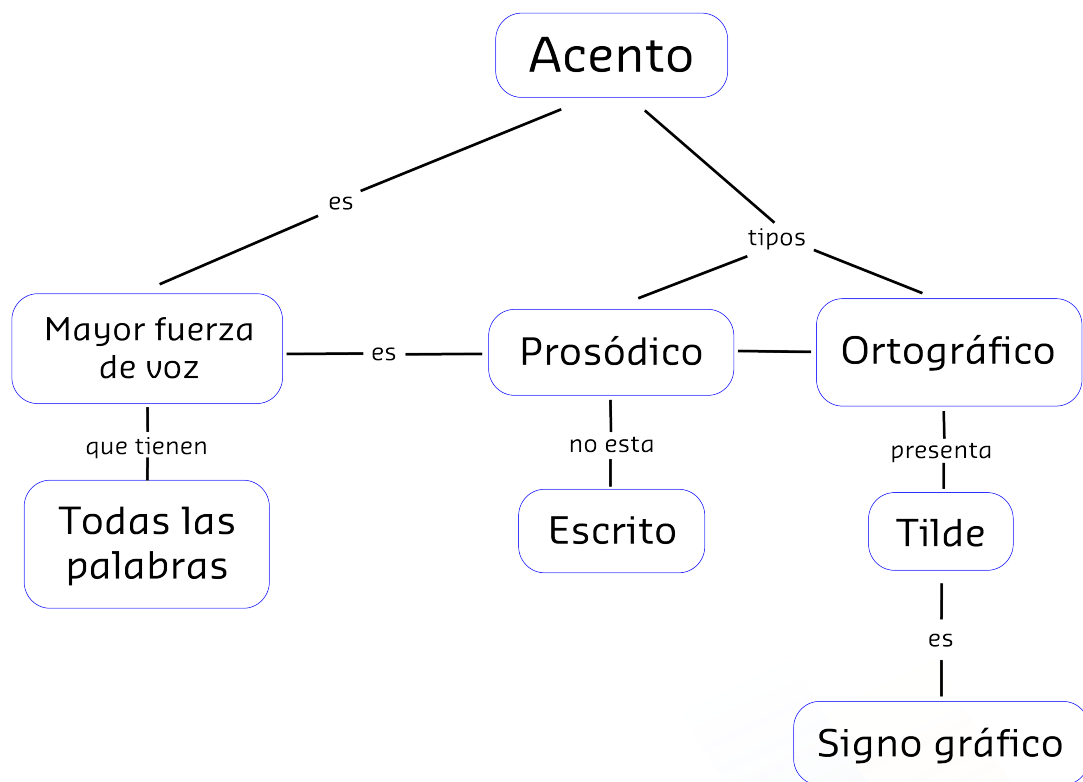 Acento
es
tipos
Mayor fuerza
de voz
es
Prosódico
Ortográfico
que tienen
no esta
presenta
Todas las
palabras
Escrito
Tilde
es
Signo gráfico